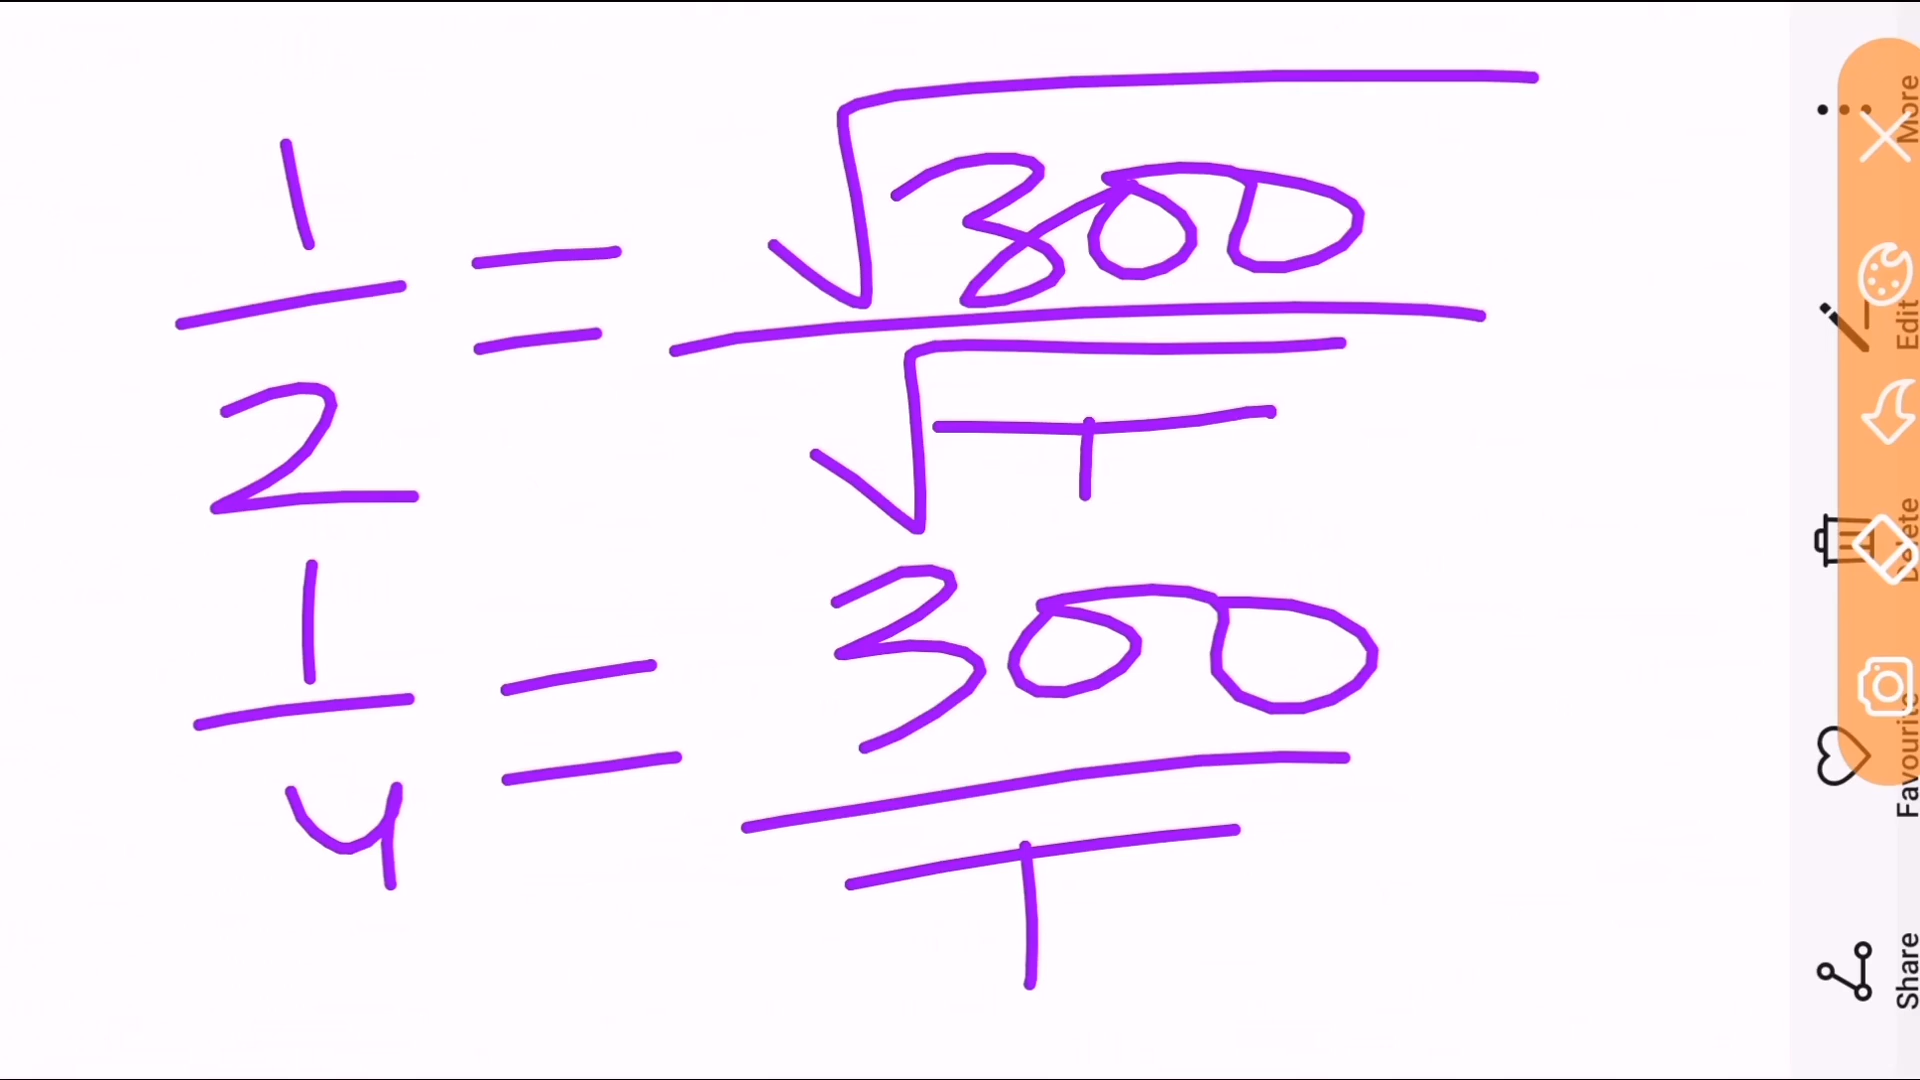 1/2 = √300/√T
1/4 = 300/T
More
Edit
Delete
Favourite
Share